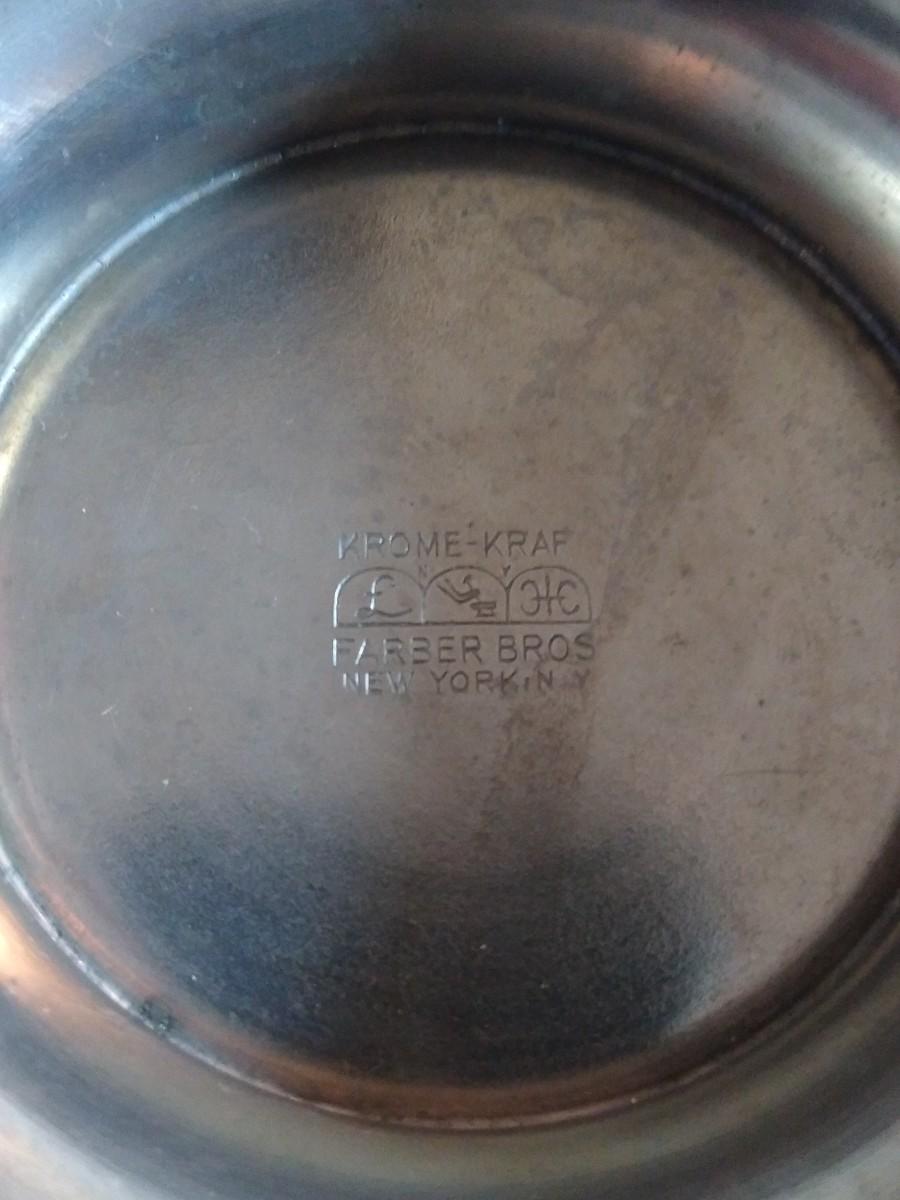 KROME-KRAF
N Y
FARBER BROS
NEW YORK, N Y